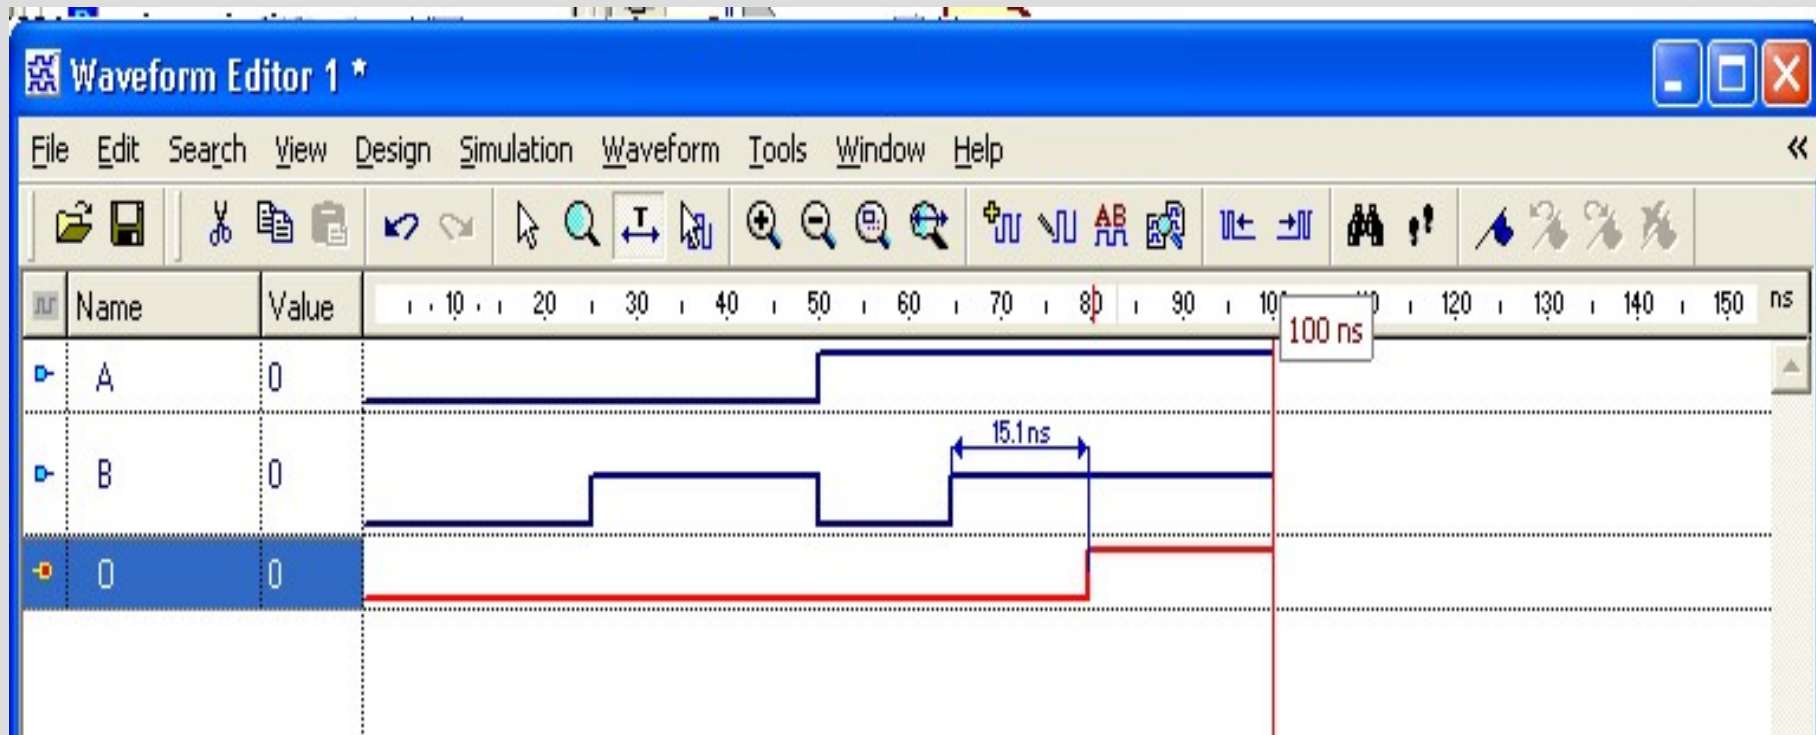 Waveform Editor 1 *
File Edit Search View Design Simulation Waveform Tools Window Help
T AB
Name Value 10 20 30 40 50 60 70 80 90 120 130 140 150 ns
100 ns
A 0
15.1ns
B 0
O 0